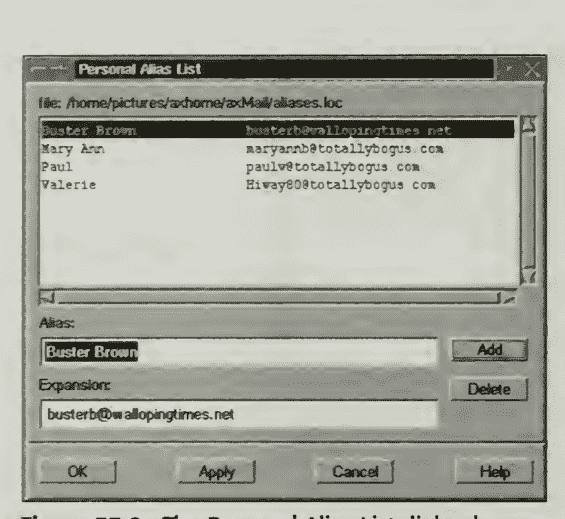 Personal Alias List
file: /home/pictures/axhome/axMail/aliases.loc
Buster Brown busterb@wallopingtimes.net
Mary Ann maryannb@totallybogus.com
Paul paulv@totallybogus.com
Valerie Hiway80@totallybogus.com
Alias:
Buster Brown
Add
Expansion:
Delete
busterb@wallopingtimes.net
OK Apply Cancel Help